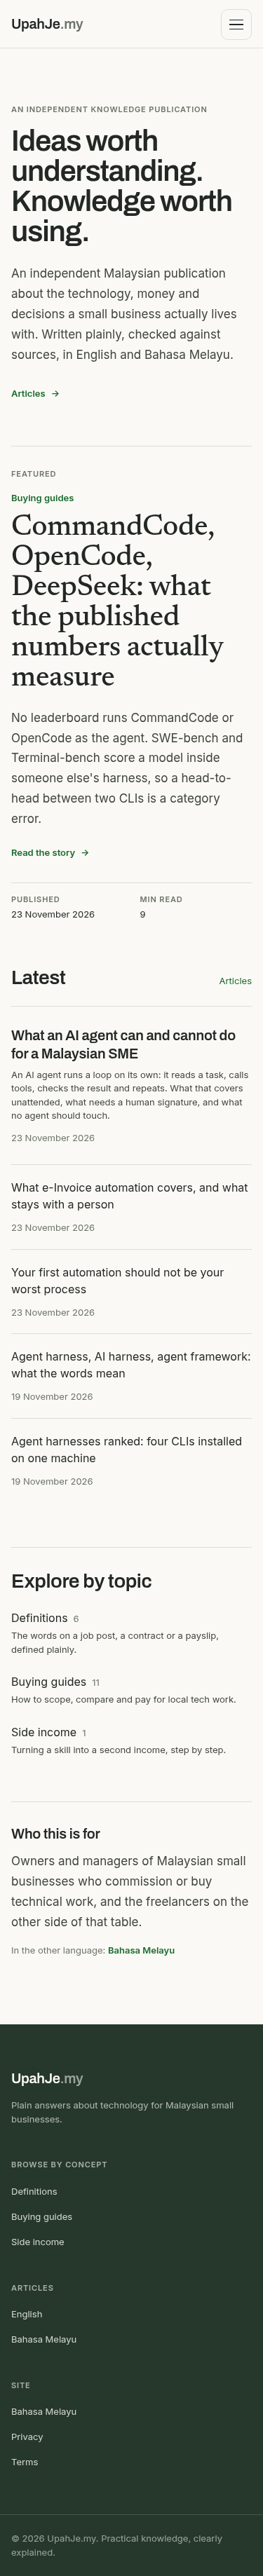 UpahJe.my
AN INDEPENDENT KNOWLEDGE PUBLICATION
Ideas worth
understanding.
Knowledge worth
using.
An independent Malaysian publication
about the technology, money and
decisions a small business actually lives
with. Written plainly, checked against
sources, in English and Bahasa Melayu.
Articles →
FEATURED
Buying guides
CommandCode,
OpenCode,
DeepSeek: what
the published
numbers actually
measure
No leaderboard runs CommandCode or
OpenCode as the agent. SWE-bench and
Terminal-bench score a model inside
someone else's harness, so a head-to-
head between two CLIs is a category
error.
Read the story →
PUBLISHED MIN READ
23 November 2026 9
Latest Articles
What an AI agent can and cannot do
for a Malaysian SME
An AI agent runs a loop on its own: it reads a task, calls
tools, checks the result and repeats. What that covers
unattended, what needs a human signature, and what
no agent should touch.
23 November 2026
What e-Invoice automation covers, and what
stays with a person
23 November 2026
Your first automation should not be your
worst process
23 November 2026
Agent harness, AI harness, agent framework:
what the words mean
19 November 2026
Agent harnesses ranked: four CLIs installed
on one machine
19 November 2026
Explore by topic
Definitions 6
The words on a job post, a contract or a payslip,
defined plainly.
Buying guides 11
How to scope, compare and pay for local tech work.
Side income 1
Turning a skill into a second income, step by step.
Who this is for
Owners and managers of Malaysian small
businesses who commission or buy
technical work, and the freelancers on the
other side of that table.
In the other language: Bahasa Melayu
UpahJe.my
Plain answers about technology for Malaysian small
businesses.
BROWSE BY CONCEPT
Definitions
Buying guides
Side income
ARTICLES
English
Bahasa Melayu
SITE
Bahasa Melayu
Privacy
Terms
© 2026 UpahJe.my. Practical knowledge, clearly
explained.